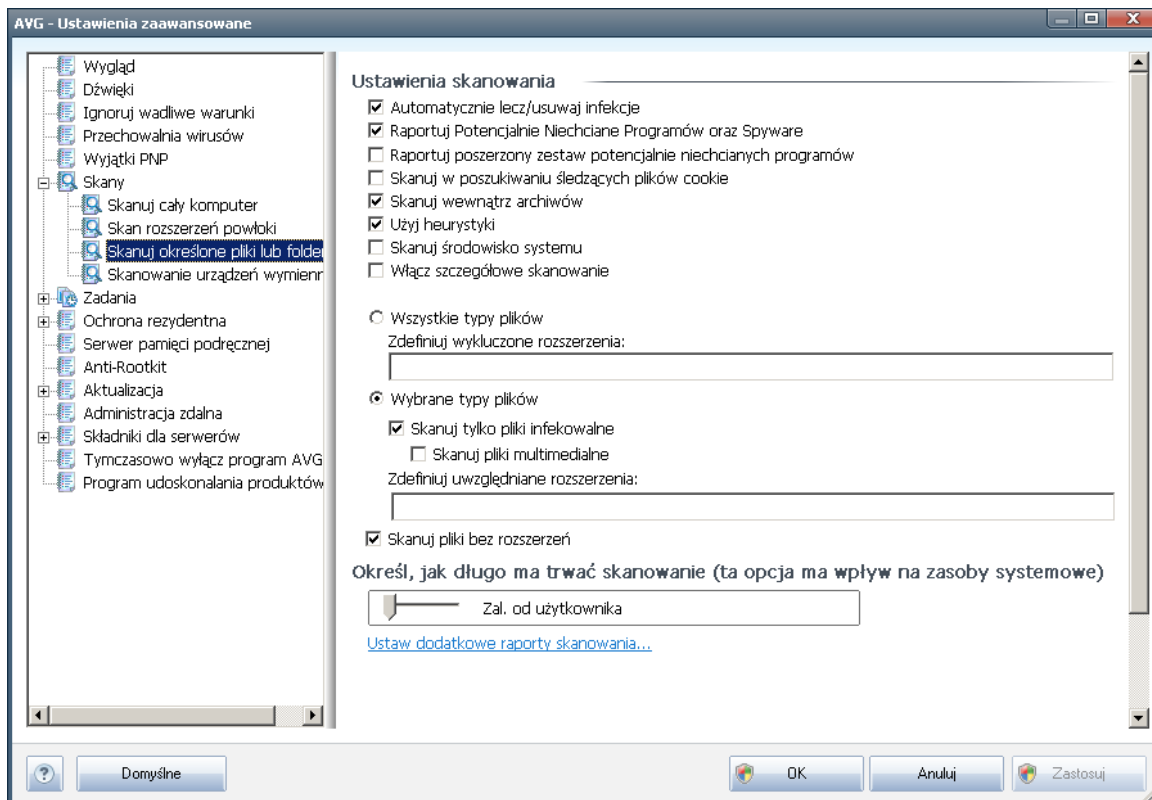 AVG - Ustawienia zaawansowane
Wygląd
Dźwięki
Ignoruj wadliwe warunki
Przechowalnia wirusów
Wyjątki PNP
Skany
Skanuj cały komputer
Skan rozszerzeń powłoki
Skanuj określone pliki lub folder
Skanowanie urządzeń wymienn
Zadania
Ochrona rezydentna
Serwer pamięci podręcznej
Anti-Rootkit
Aktualizacja
Administracja zdalna
Składniki dla serwerów
Tymczasowo wyłącz program AVG
Program udoskonalania produktów
Ustawienia skanowania
Automatycznie lecz/usuwaj infekcje
Raportuj Potencjalnie Niechciane Programów oraz Spyware
Raportuj poszerzony zestaw potencjalnie niechcianych programów
Skanuj w poszukiwaniu śledzących plików cookie
Skanuj wewnątrz archiwów
Użyj heurystyki
Skanuj środowisko systemu
Włącz szczegółowe skanowanie
Wszystkie typy plików
Zdefiniuj wykluczone rozszerzenia:
Wybrane typy plików
Skanuj tylko pliki infekowalne
Skanuj pliki multimedialne
Zdefiniuj uwzględniane rozszerzenia:
Skanuj pliki bez rozszerzeń
Określ, jak długo ma trwać skanowanie (ta opcja ma wpływ na zasoby systemowe)
Zal. od użytkownika
Ustaw dodatkowe raporty skanowania...
?
Domyślne
OK
Anuluj
Zastosuj